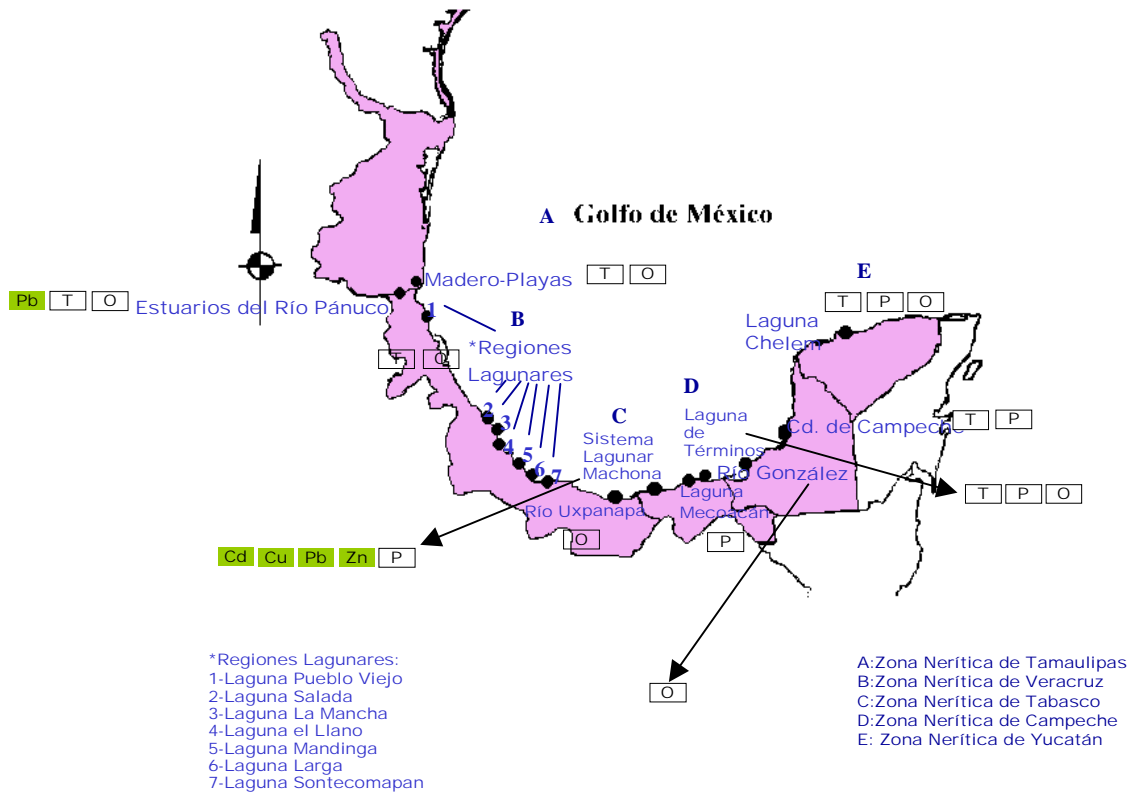 A Golfo de México
Madero-Playas T O
Pb T O Estuarios del Río Pánuco
E
T P O
Laguna
Chelem
1
B
*Regiones
Lagunares
T O
D
Laguna
de
Términos
Cd. de Campeche T P
2
3
4
5
6
7
C
Sistema
Lagunar
Machona
Río González
T P O
Río Uxpanapa
Laguna
Mecoacán
O
P
Cd Cu Pb Zn P
O
*Regiones Lagunares:
1-Laguna Pueblo Viejo
2-Laguna Salada
3-Laguna La Mancha
4-Laguna el Llano
5-Laguna Mandinga
6-Laguna Larga
7-Laguna Sontecomapan
A:Zona Nerítica de Tamaulipas
B:Zona Nerítica de Veracruz
C:Zona Nerítica de Tabasco
D:Zona Nerítica de Campeche
E: Zona Nerítica de Yucatán